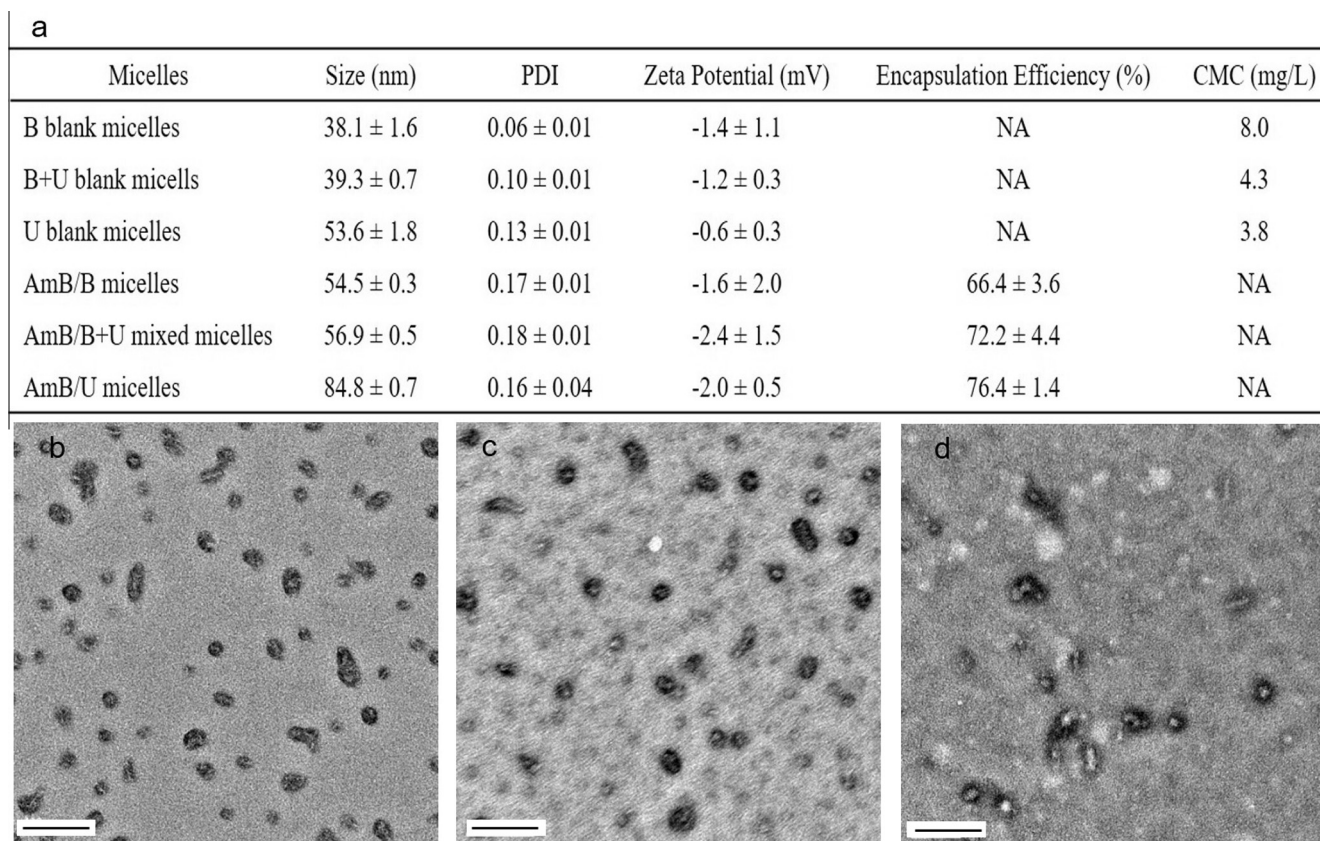 a
Micelles Size (nm) PDI Zeta Potential (mV) Encapsulation Efficiency (%) CMC (mg/L)
B blank micelles 38.1 ± 1.6 0.06 ± 0.01 -1.4 ± 1.1 NA 8.0
B+U blank micells 39.3 ± 0.7 0.10 ± 0.01 -1.2 ± 0.3 NA 4.3
U blank micelles 53.6 ± 1.8 0.13 ± 0.01 -0.6 ± 0.3 NA 3.8
AmB/B micelles 54.5 ± 0.3 0.17 ± 0.01 -1.6 ± 2.0 66.4 ± 3.6 NA
AmB/B+U mixed micelles 56.9 ± 0.5 0.18 ± 0.01 -2.4 ± 1.5 72.2 ± 4.4 NA
AmB/U micelles 84.8 ± 0.7 0.16 ± 0.04 -2.0 ± 0.5 76.4 ± 1.4 NA
b c d